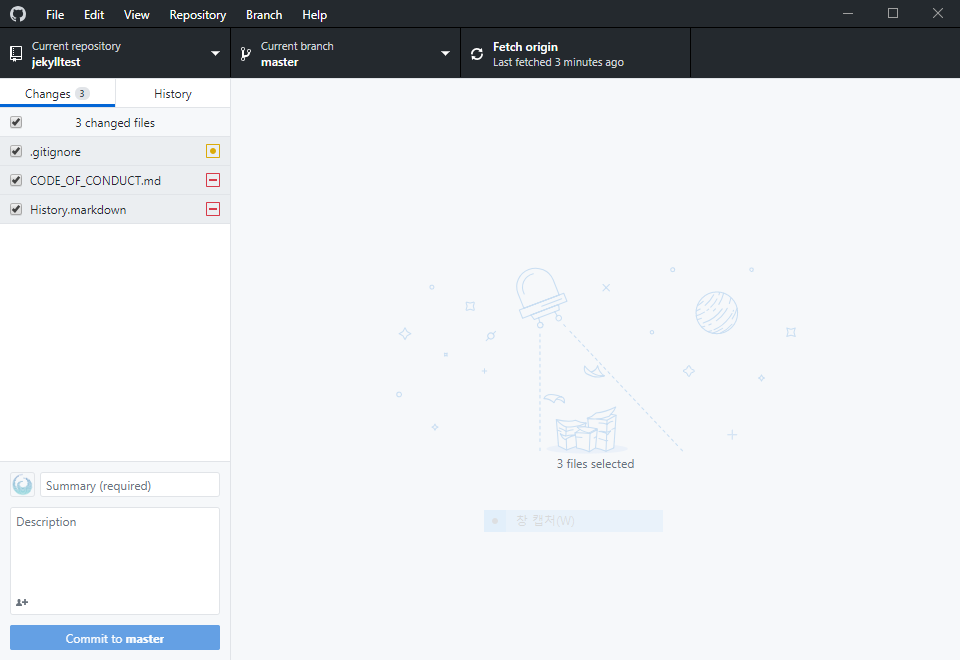 File Edit View Repository Branch Help
Current repository
jekylltest
Current branch
master
Fetch origin
Last fetched 3 minutes ago
Changes 3
History
3 changed files
.gitignore
CODE_OF_CONDUCT.md
History.markdown
3 files selected
창 캡처(W)
Summary (required)
Description
Commit to master